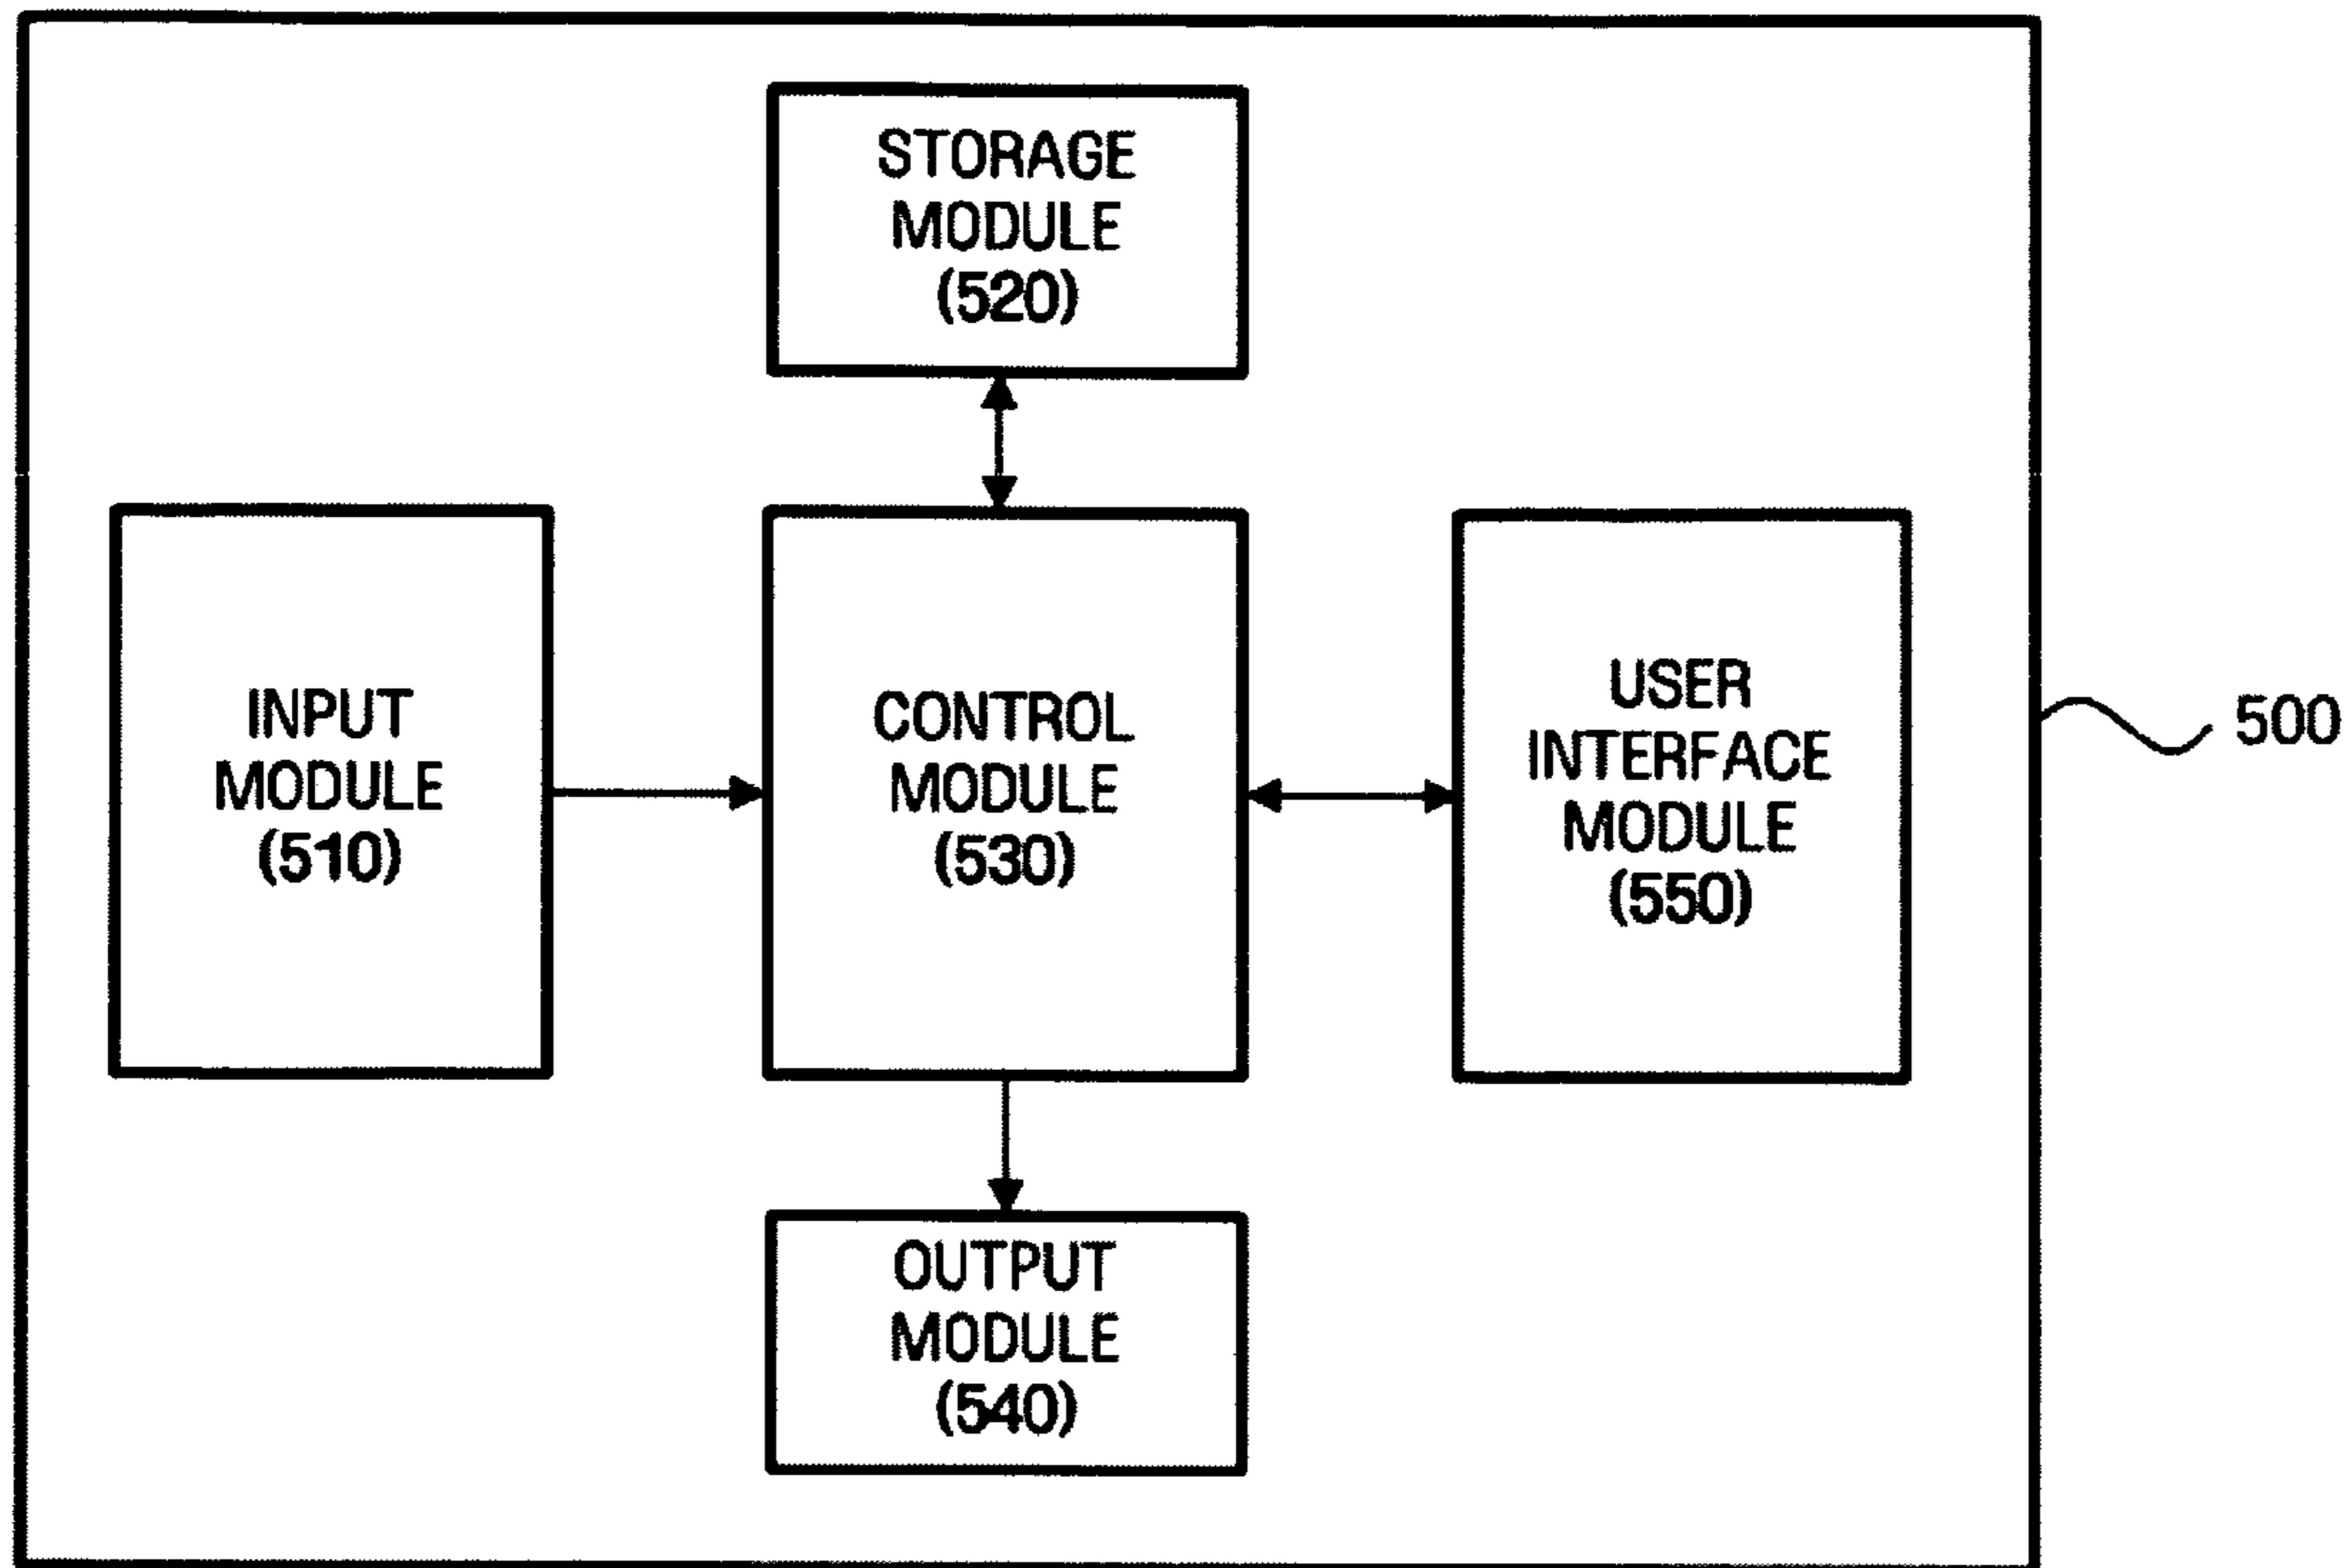 STORAGE
MODULE
(520)
INPUT
MODULE
(510)
CONTROL
MODULE
(530)
USER
INTERFACE
MODULE
(550)
500
OUTPUT
MODULE
(540)